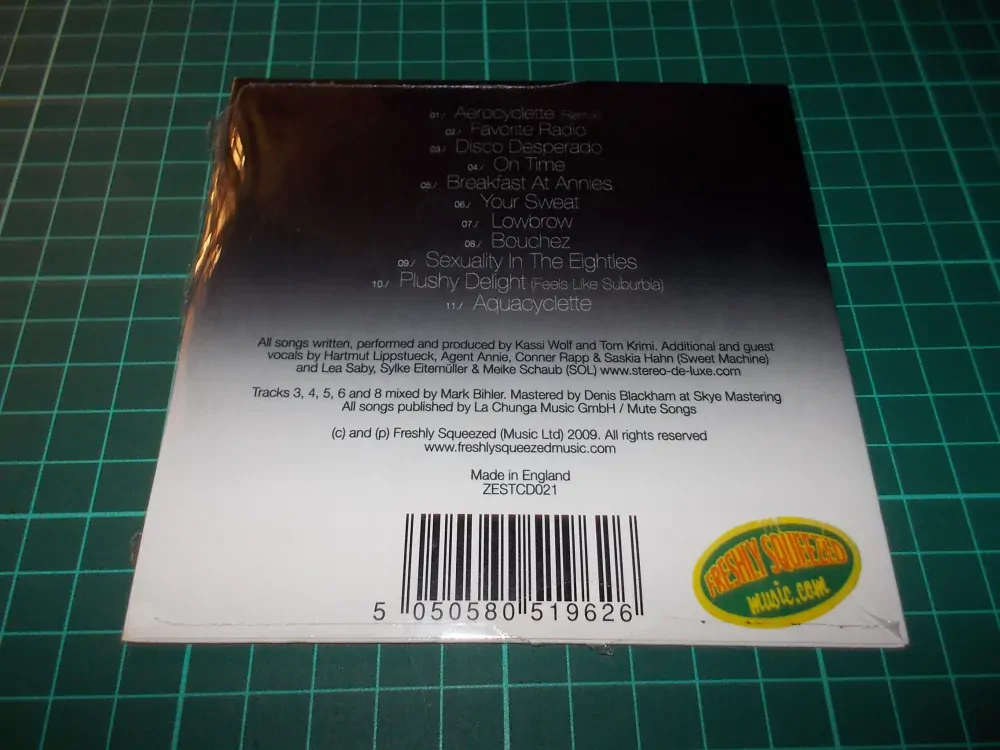 01./ Aerocyclette
02./ Favorite Radio
03./ Disco Desperado
04./ On Time
05./ Breakfast At Annies
06./ Your Sweat
07./ Lowbrow
08./ Bouchez
09./ Sexuality In The Eighties
10./ Plushy Delight (Feels Like Suburbia)
11./ Aquacyclette
All songs written, performed and produced by Kassi Wolf and Tom Krimi. Additional and guest
vocals by Hartmut Lippstueck, Agent Annie, Conner Rapp & Saskia Hahn (Sweet Machine)
and Lea Saby, Sylke Eitemüller & Meike Schaub (SOL) www.stereo-de-luxe.com
Tracks 3, 4, 5, 6 and 8 mixed by Mark Bihler. Mastered by Denis Blackham at Skye Mastering
All songs published by La Chunga Music GmbH / Mute Songs
(c) and (p) Freshly Squeezed (Music Ltd) 2009. All rights reserved
www.freshlysqueezedmusic.com
Made in England
ZESTCD021
5 050580 519626
FRESHLY SQUEEZED
music.com